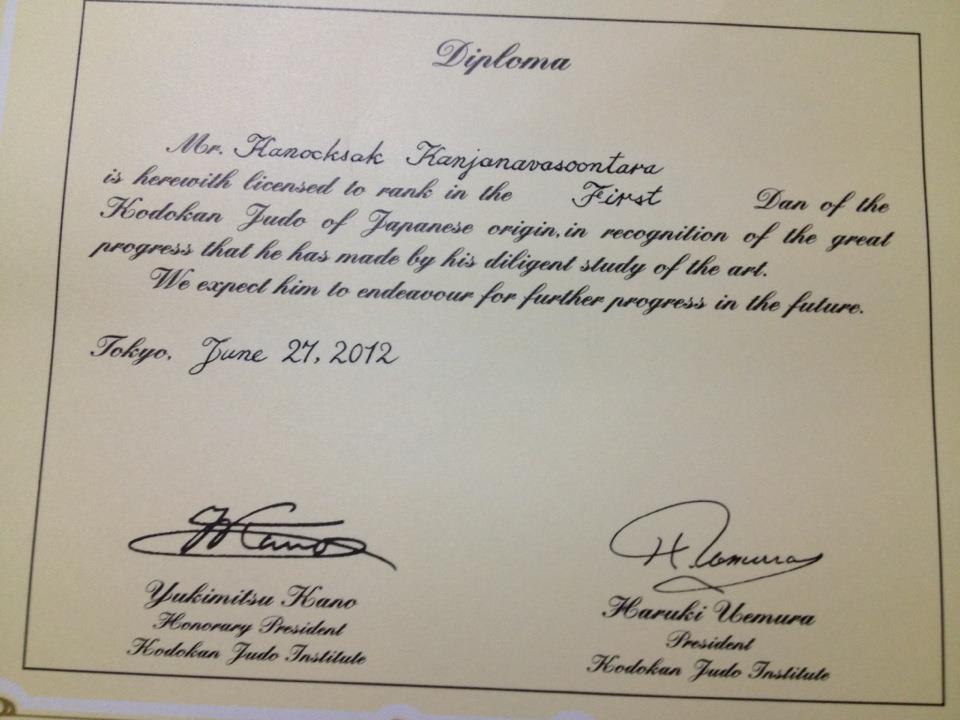 Diploma
Mr. Kanocksak Kanjanavasoontara
is herewith licensed to rank in the First Dan of the
Kodokan Judo of Japanese origin, in recognition of the great
progress that he has made by his diligent study of the art.
We expect him to endeavour for further progress in the future.
Tokyo, June 27, 2012
Y Kano
H. Uemura
Yukimitsu Kano
Honorary President
Kodokan Judo Institute
Haruki Uemura
President
Kodokan Judo Institute